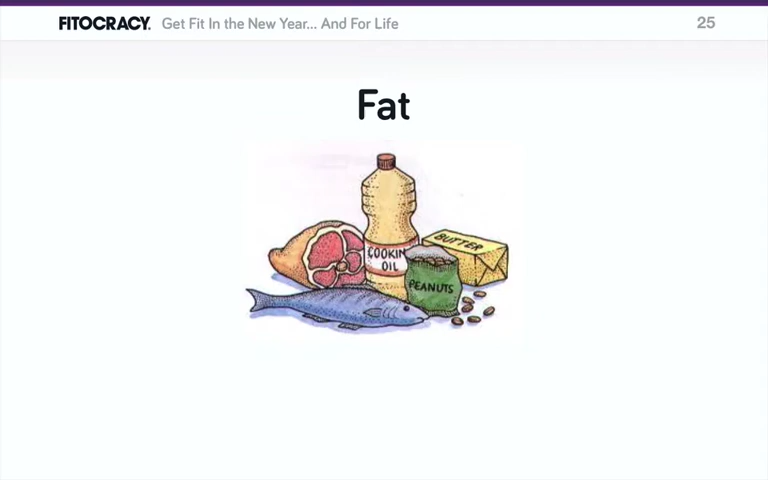 FITOCRACY. Get Fit In the New Year... And For Life 25
Fat
COOKIN
OIL
BUTTER
PEANUTS